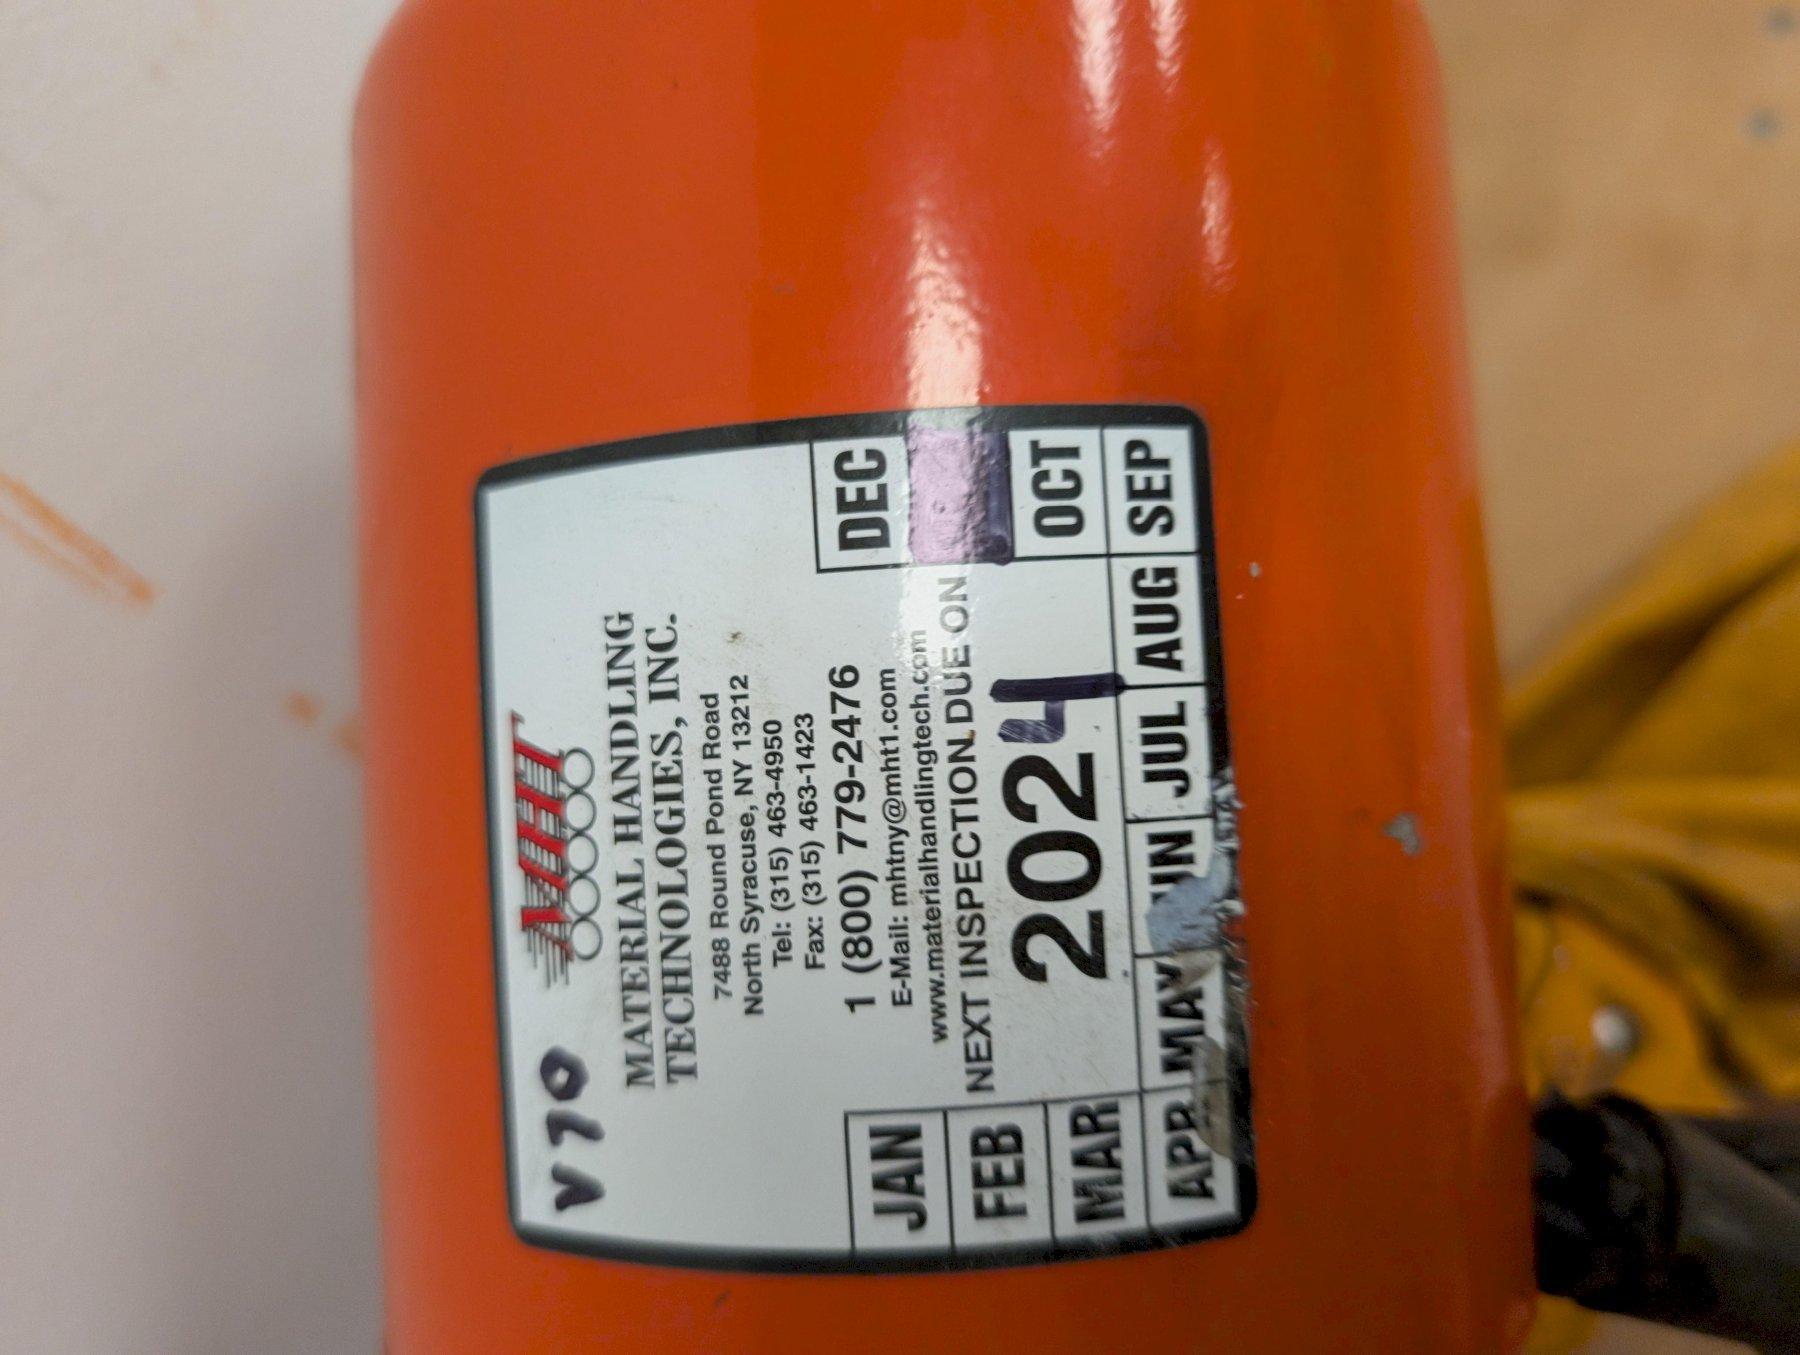 V70
MHT
MATERIAL HANDLING
TECHNOLOGIES, INC.
7488 Round Pond Road
North Syracuse, NY 13212
Tel: (315) 463-4950
Fax: (315) 463-1423
1 (800) 779-2476
E-Mail: mhtny@mht1.com
www.materialhandlingtech.com
NEXT INSPECTION DUE ON
2024
JAN
FEB
MAR
APR
MAY
JUN
JUL
AUG
SEP
OCT
DEC